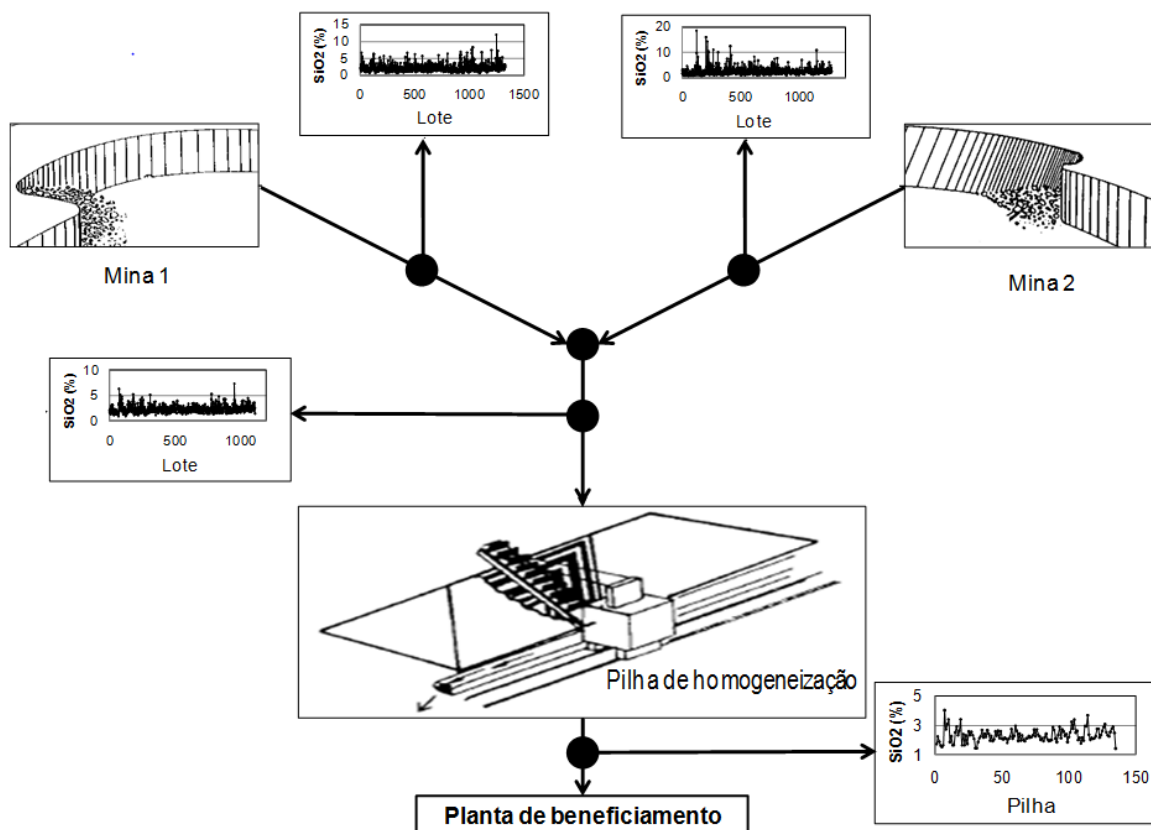 SiO2 (%)
15
10
5
0
0 500 1000 1500
Lote
SiO2 (%)
20
10
0
0 500 1000
Lote
Mina 1
Mina 2
SiO2 (%)
10
5
0
0 500 1000
Lote
Pilha de homogeneização
SiO2 (%)
5
3
1
0 50 100 150
Pilha
Planta de beneficiamento